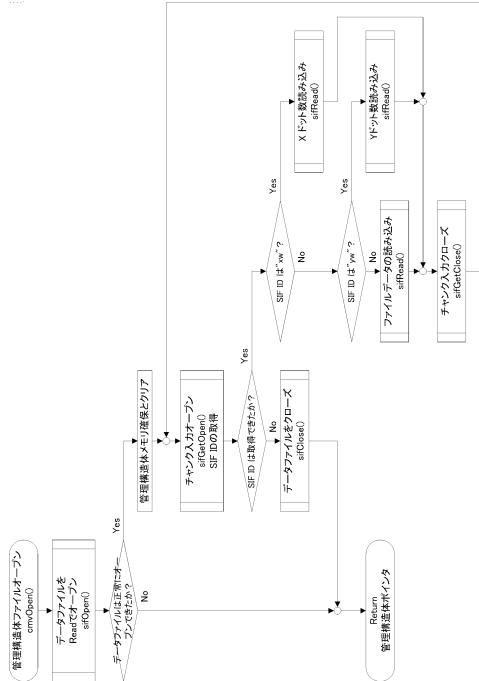 管理構造体ファイルオープン
cmvOpen()
データファイルを
Readでオープン
sifOpen()
データファイルは正常にオー
プンできたか？
Yes
No
管理構造体メモリ確保とクリア
チャンク入力オープン
sifGetOpen()
SIF IDの取得
SIF ID は取得できたか？
Yes
No
データファイルをクローズ
sifClose()
SIF ID は"xw"？
Yes
No
X ドット数読み込み
sifRead()
SIF ID は"yw"？
Yes
No
Yドット数読み込み
sifRead()
ファイルデータの読み込み
sifRead()
チャンク入力クローズ
sifGetClose()
Return
管理構造体ポインタ